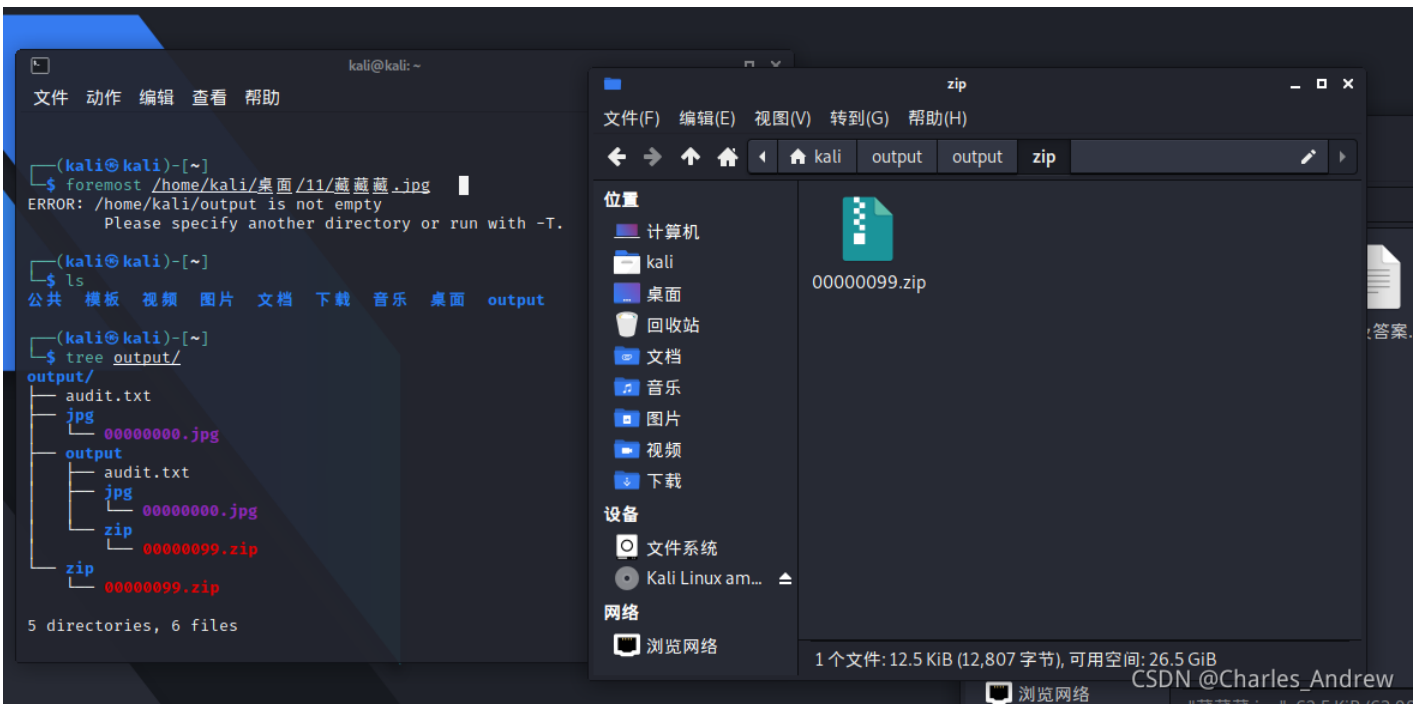 kali@kali: ~
文件 动作 编辑 查看 帮助
┌──(kali㉿kali)-[~]
└─$ foremost /home/kali/桌面/11/藏藏藏.jpg
ERROR: /home/kali/output is not empty
Please specify another directory or run with -T.
┌──(kali㉿kali)-[~]
└─$ ls
公共 模板 视频 图片 文档 下载 音乐 桌面 output
┌──(kali㉿kali)-[~]
└─$ tree output/
output/
├── audit.txt
├── jpg
│   └── 00000000.jpg
├── output
│   ├── audit.txt
│   ├── jpg
│   │   └── 00000000.jpg
│   └── zip
│       └── 00000099.zip
└── zip
    └── 00000099.zip
5 directories, 6 files
zip
文件(F) 编辑(E) 视图(V) 转到(G) 帮助(H)
kali output output zip
位置
计算机
kali
桌面
回收站
文档
音乐
图片
视频
下载
设备
文件系统
Kali Linux am...
网络
浏览网络
00000099.zip
1 个文件: 12.5 KiB (12,807 字节), 可用空间: 26.5 GiB
答案.
浏览网络
CSDN @Charles_Andrew